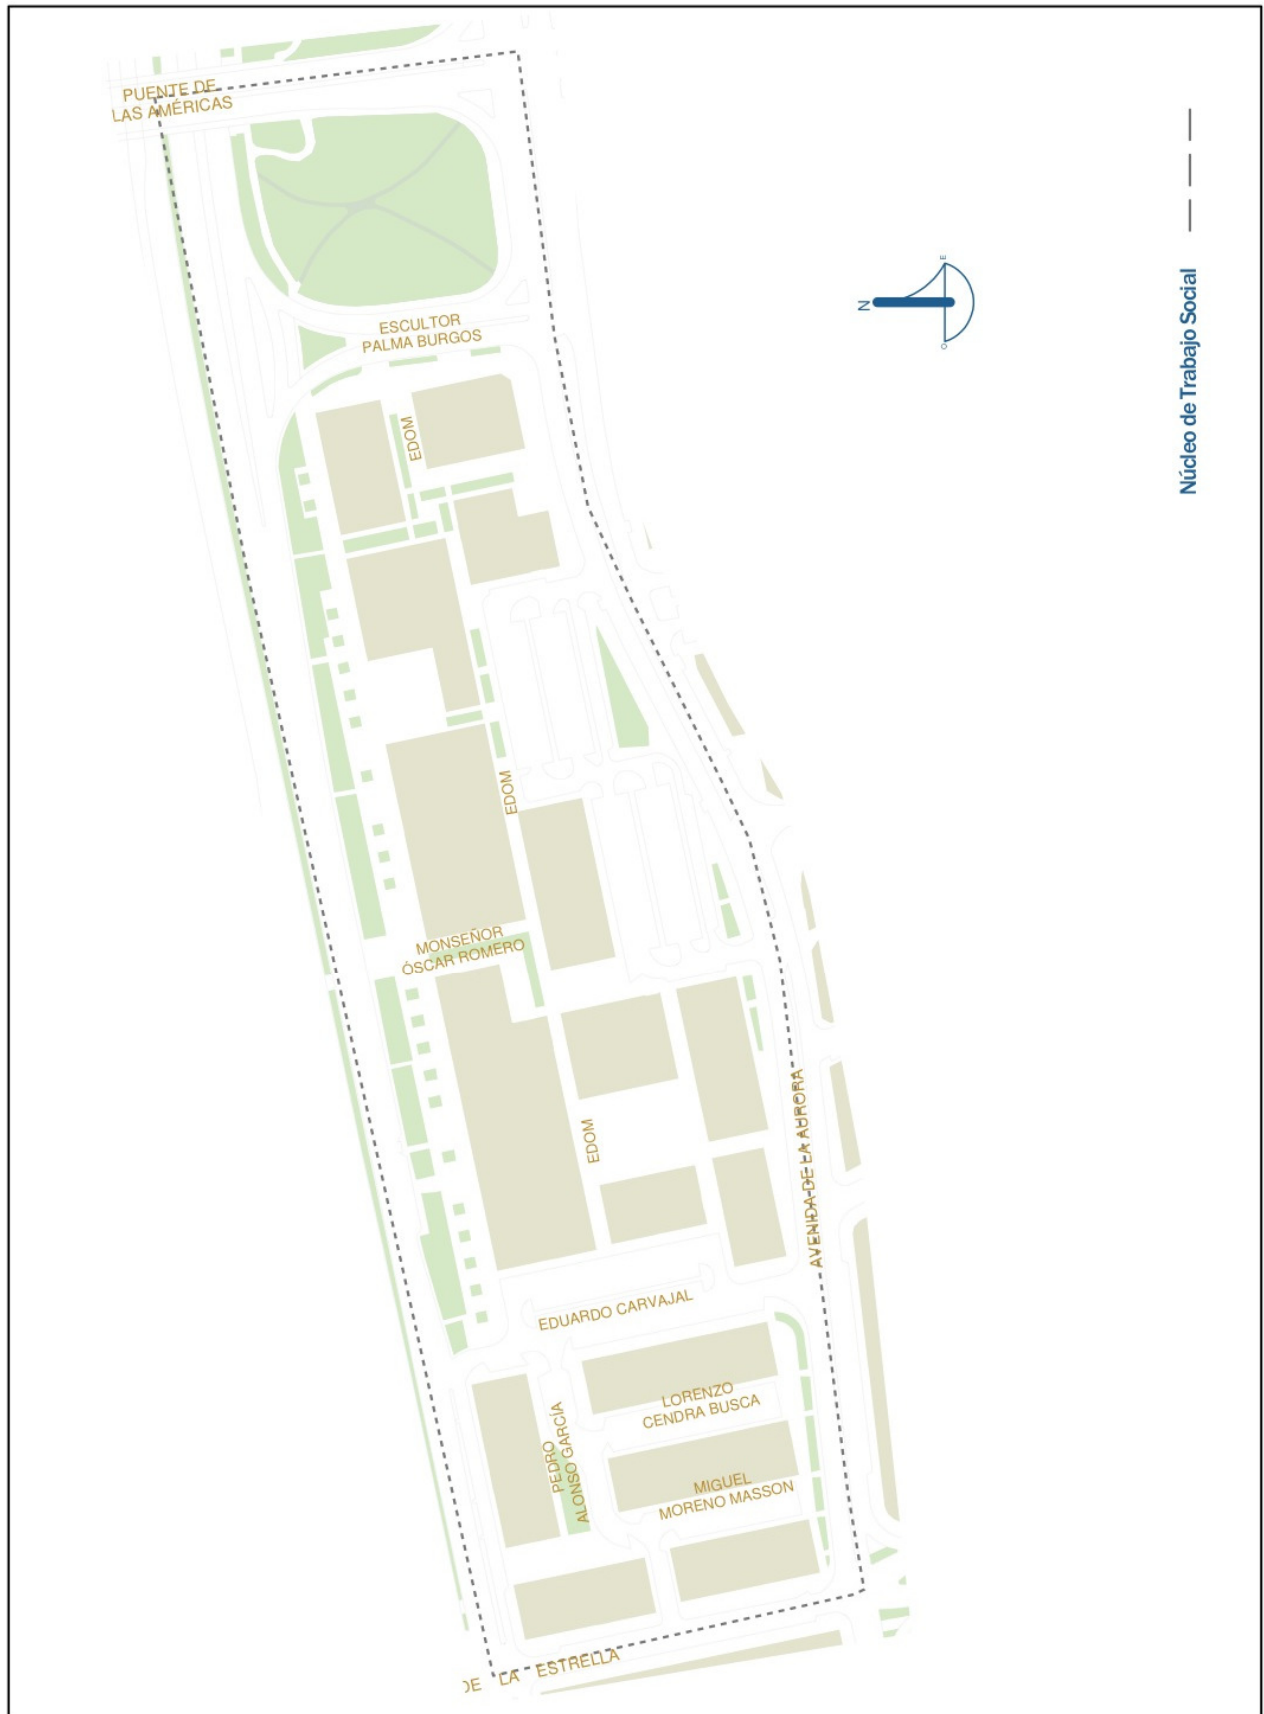 PUENTE DE
LAS AMÉRICAS
ESCULTOR
PALMA BURGOS
N
E
O
Núcleo de Trabajo Social
EDOM
EDOM
MONSEÑOR
ÓSCAR ROMERO
EDOM
AVENIDA DE LA AURORA
EDUARDO CARVAJAL
LORENZO
CENDRA BUSCA
PEDRO
ALONSO GARCÍA
MIGUEL
MORENO MASSON
DE LA ESTRELLA